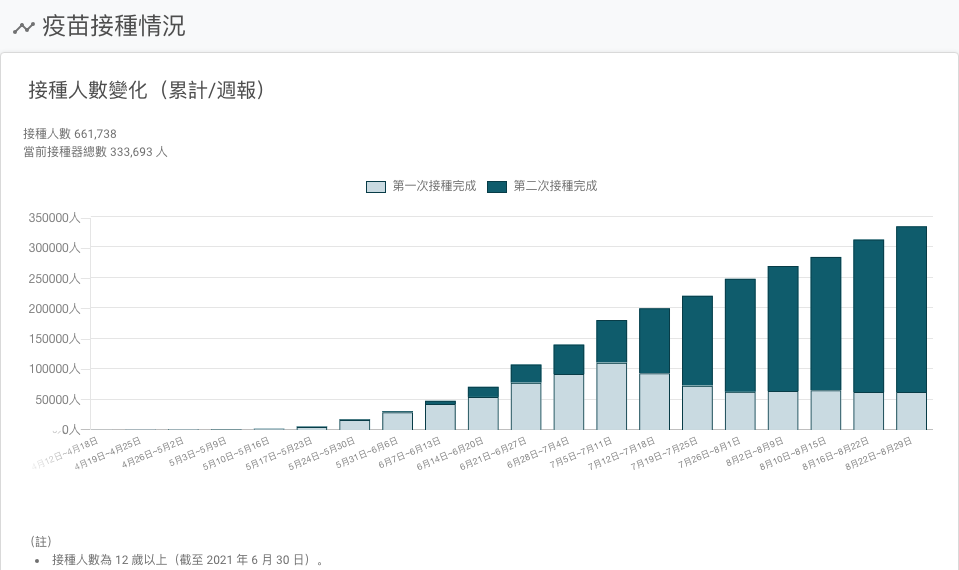 疫苗接種情況
接種人數變化（累計/週報）
接種人數 661,738
當前接種器總數 333,693 人
第一次接種完成
第二次接種完成
350000人
300000人
250000人
200000人
150000人
100000人
50000人
0人
4月12日~4月18日
4月19日~4月25日
4月26日~5月2日
5月3日~5月9日
5月10日~5月16日
5月17日~5月23日
5月24日~5月30日
5月31日~6月6日
6月7日~6月13日
6月14日~6月20日
6月21日~6月27日
6月28日~7月4日
7月5日~7月11日
7月12日~7月18日
7月19日~7月25日
7月26日~8月1日
8月2日~8月9日
8月10日~8月15日
8月16日~8月22日
8月22日~8月29日
（註）
• 接種人數為 12 歲以上（截至 2021 年 6 月 30 日）。